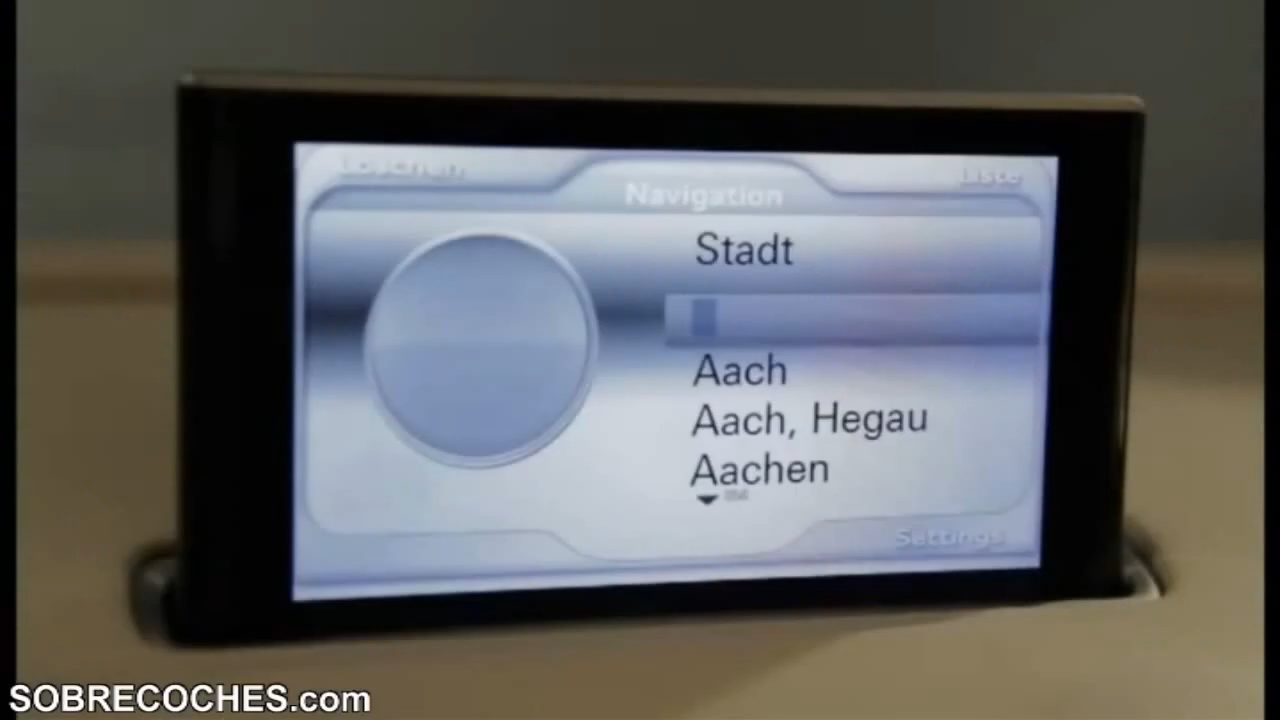 Löschen
Liste
Navigation
Stadt
Aach
Aach, Hegau
Aachen
Settings
SOBRECOCHES.com